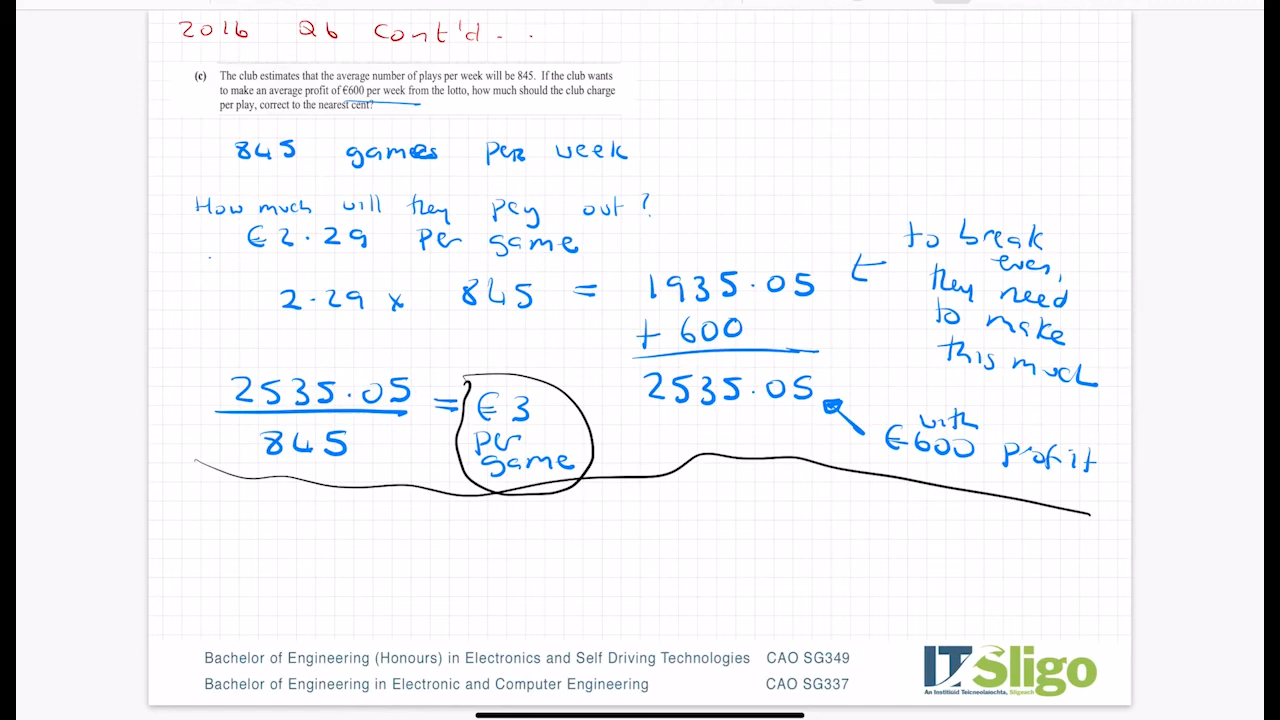 2016 Q6 Cont'd...
(c) The club estimates that the average number of plays per week will be 845. If the club wants
to make an average profit of €600 per week from the lotto, how much should the club charge
per play, correct to the nearest cent?
845 games per week
How much will they pay out?
€2.29 per game
2.29 x 845 = 1935.05
+ 600
2535.05
to break
even,
they need
to make
this much
with
€600 profit
2535.05
845
= €3
per
game
Bachelor of Engineering (Honours) in Electronics and Self Driving Technologies CAO SG349
Bachelor of Engineering in Electronic and Computer Engineering CAO SG337
IT Sligo
An Institiúid Teicneolaíochta, Sligeach